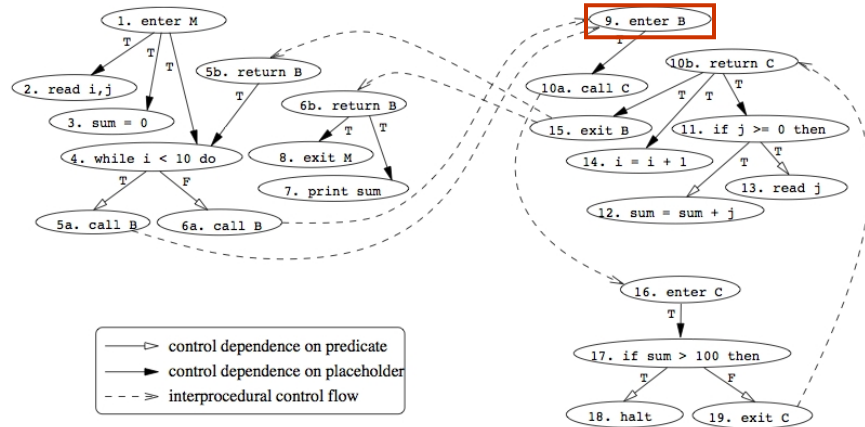 1. enter M
T
T
T
2. read i,j
3. sum = 0
5b. return B
T
4. while i < 10 do
T
F
5a. call B
6a. call B
6b. return B
T
T
8. exit M
7. print sum
9. enter B
T
10a. call C
10b. return C
T
T
T
15. exit B
14. i = i + 1
11. if j >= 0 then
T
T
13. read j
12. sum = sum + j
16. enter C
T
17. if sum > 100 then
T
F
18. halt
19. exit C
control dependence on predicate
control dependence on placeholder
interprocedural control flow